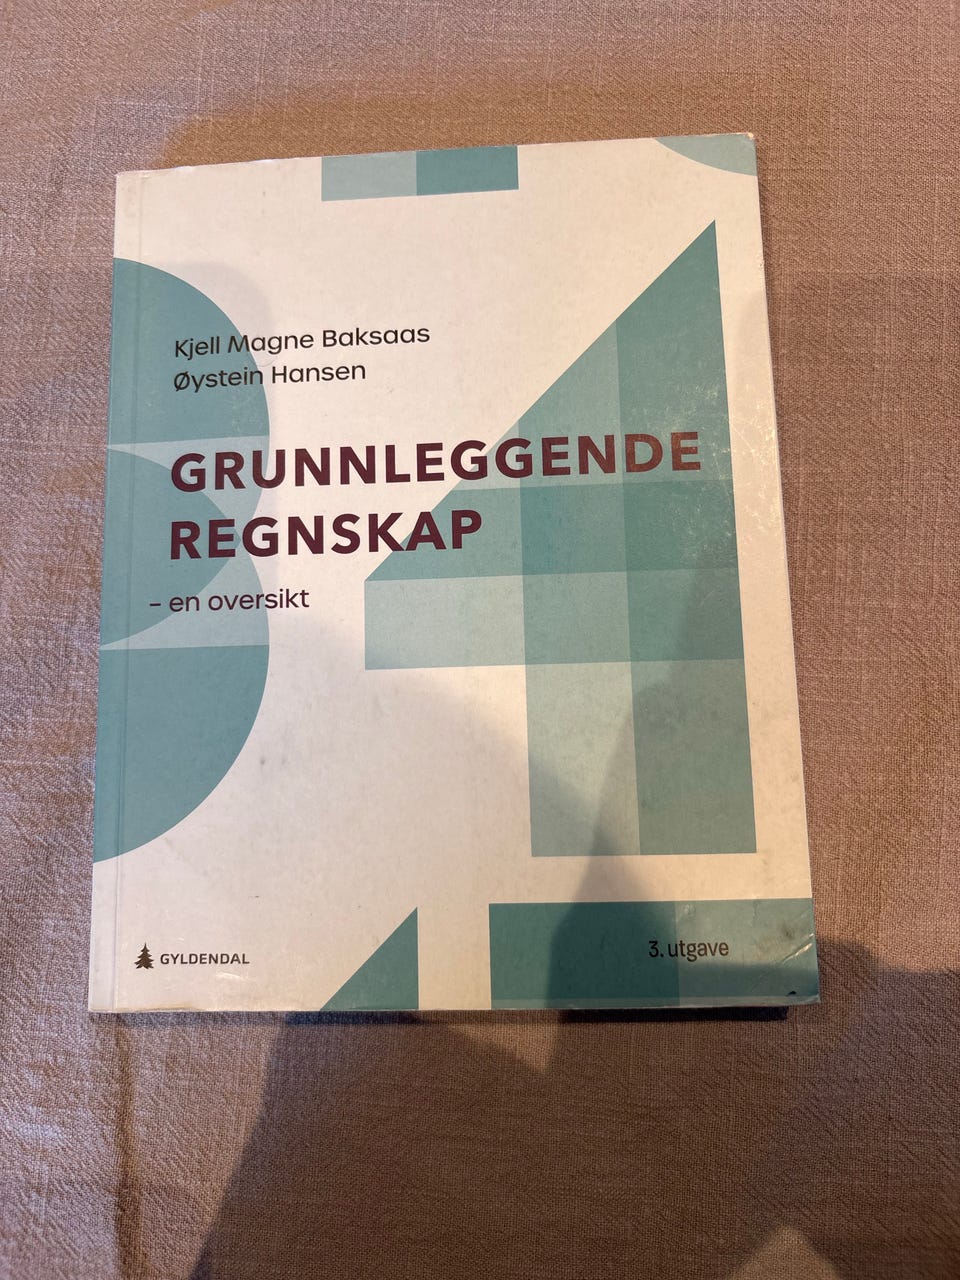 Kjell Magne Baksaas
Øystein Hansen
GRUNNLEGGENDE
REGNSKAP
– en oversikt
GYLDENDAL
3. utgave